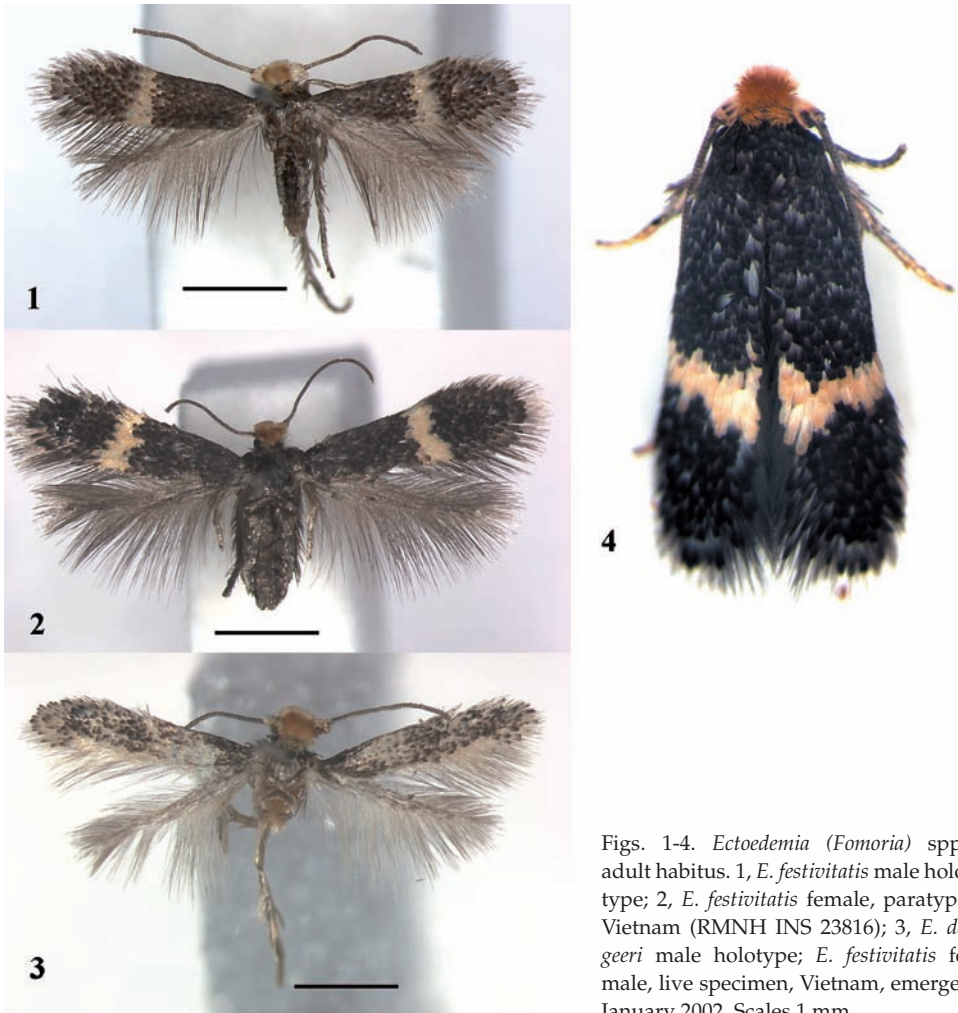 1
2
3
4
Figs. 1-4. Ectoedemia (Fomoria) spp
adult habitus. 1, E. festivitatis male holo
type; 2, E. festivitatis female, paratyp
Vietnam (RMNH INS 23816); 3, E. d
geeri male holotype; E. festivitatis fe
male, live specimen, Vietnam, emerge
January 2002. Scales 1 mm